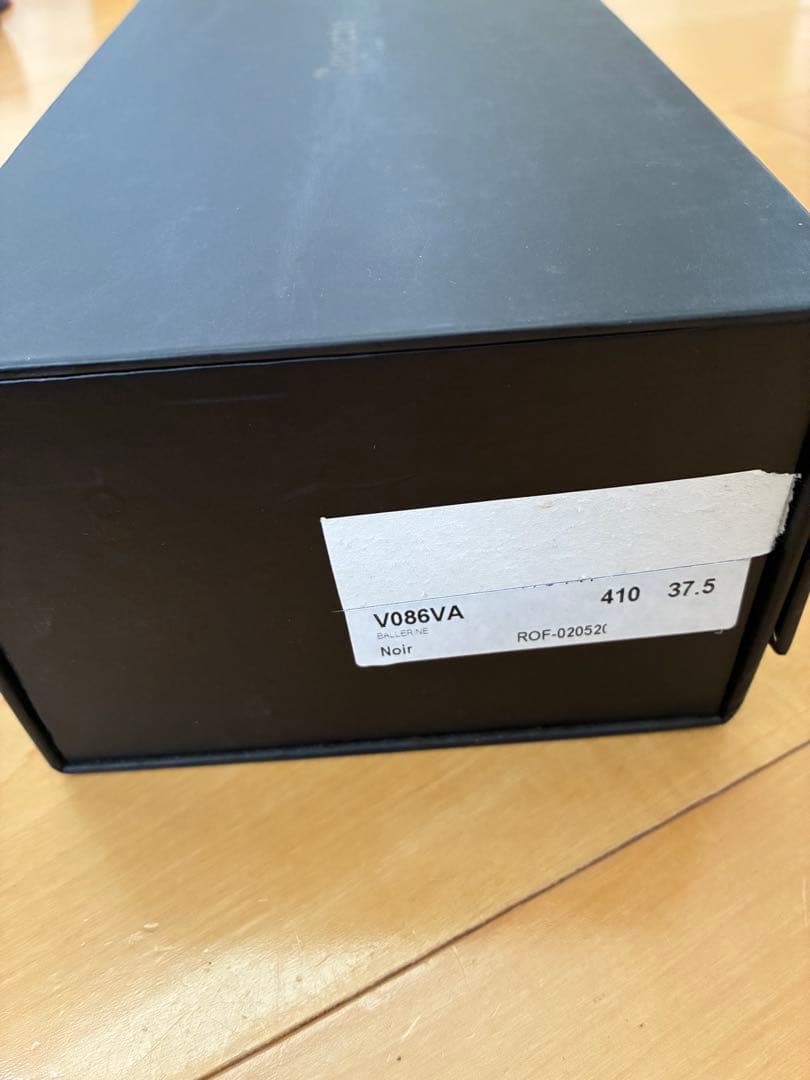 410 37.5
V086VA
BALLERINE
ROF-02052
Noir